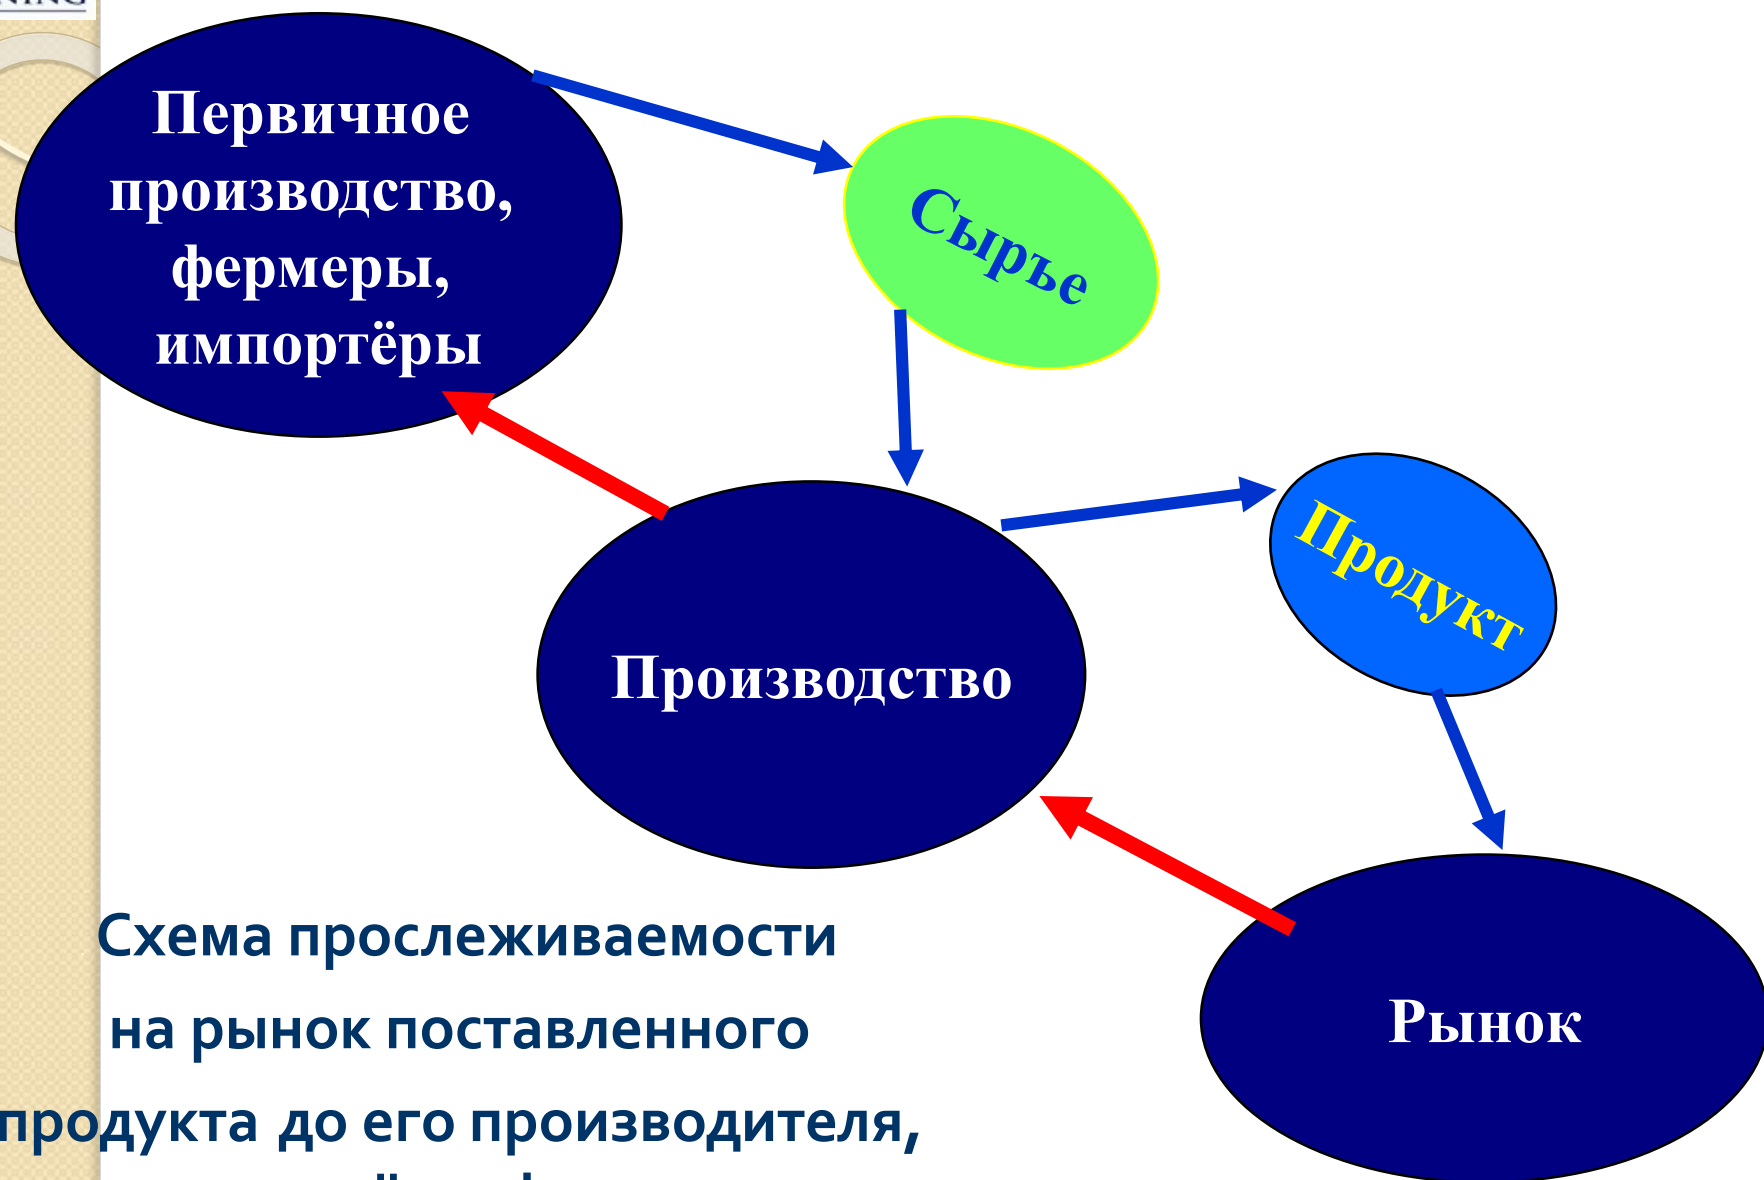 Первичное
производство,
фермеры,
импортёры
Сырье
Продукт
Производство
Рынок
Схема прослеживаемости
на рынок поставленного
продукта до его производителя,